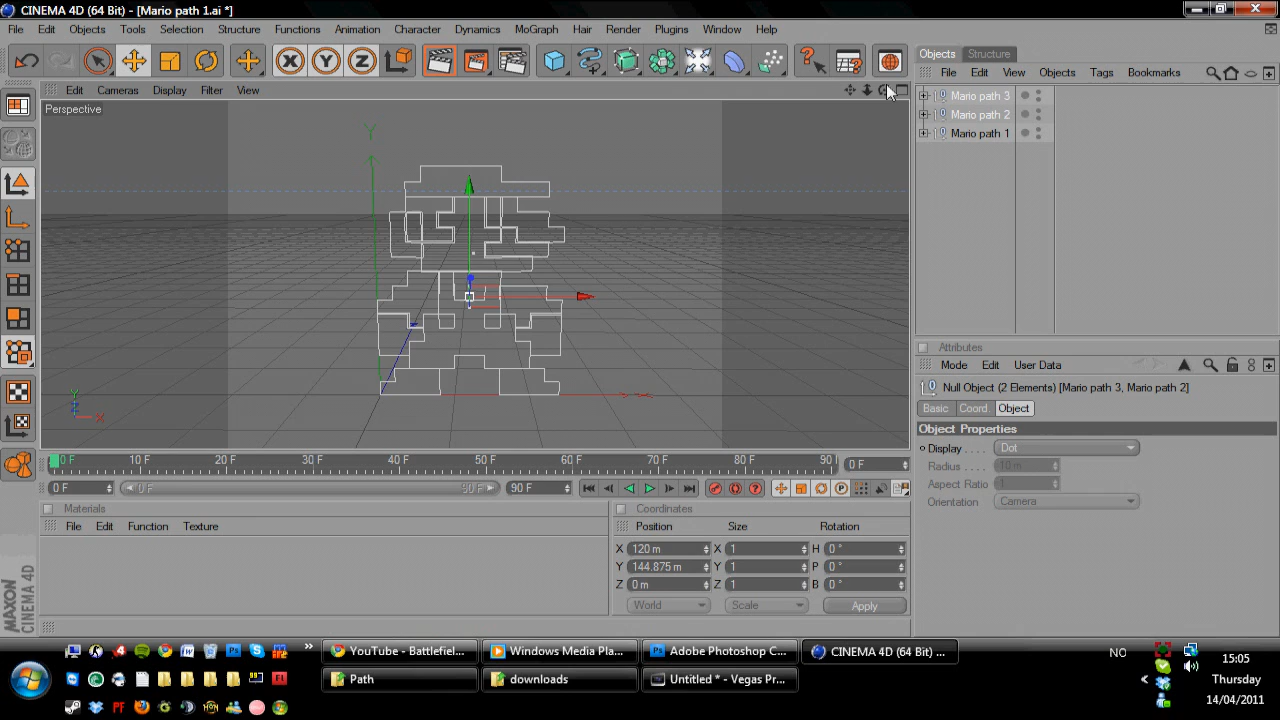 CINEMA 4D (64 Bit) - [Mario path 1.ai *]
File Edit Objects Tools Selection Structure Functions Animation Character Dynamics MoGraph Hair Render Plugins Window Help
Objects Structure
File Edit View Objects Tags Bookmarks
Edit Cameras Display Filter View
Perspective
Mario path 3
Mario path 2
Mario path 1
Y
Attributes
Mode Edit User Data
Null Object (2 Elements) [Mario path 3, Mario path 2]
Basic Coord. Object
Object Properties
Display . . . . Dot
Radius . . . . 10 m
Aspect Ratio 1
Orientation . Camera
Y
Z
X
0 F 10 F 20 F 30 F 40 F 50 F 60 F 70 F 80 F 90 0 F
0 F 0 F 90 F 90 F
Materials
File Edit Function Texture
Coordinates
Position Size Rotation
X 120 m X 1 H 0 °
Y 144.875 m Y 1 P 0 °
Z 0 m Z 1 B 0 °
World Scale Apply
MAXON
CINEMA 4D
YouTube - Battlefiel... Windows Media Pla... Adobe Photoshop C... CINEMA 4D (64 Bit) ...
Path downloads Untitled * - Vegas Pr...
NO
15:05
Thursday
14/04/2011